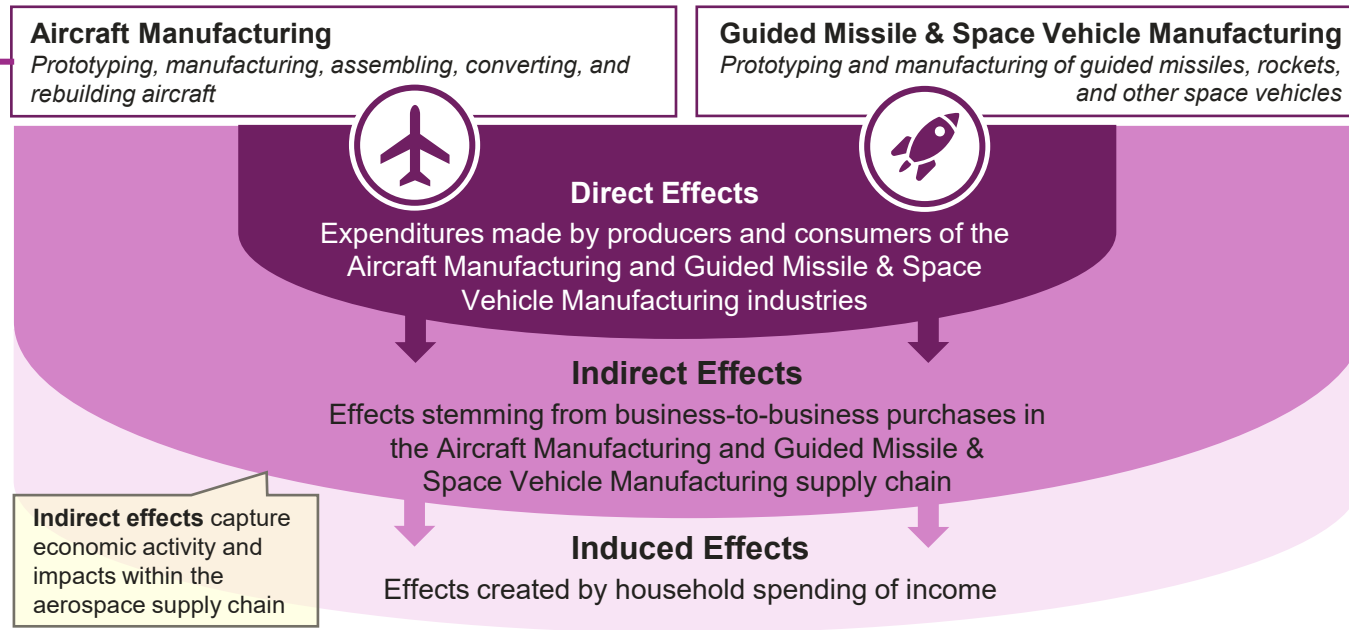 Aircraft Manufacturing
Prototyping, manufacturing, assembling, converting, and
rebuilding aircraft
Guided Missile & Space Vehicle Manufacturing
Prototyping and manufacturing of guided missiles, rockets,
and other space vehicles
Direct Effects
Expenditures made by producers and consumers of the
Aircraft Manufacturing and Guided Missile & Space
Vehicle Manufacturing industries
Indirect Effects
Effects stemming from business-to-business purchases in
the Aircraft Manufacturing and Guided Missile &
Space Vehicle Manufacturing supply chain
Indirect effects capture
economic activity and
impacts within the
aerospace supply chain
Induced Effects
Effects created by household spending of income